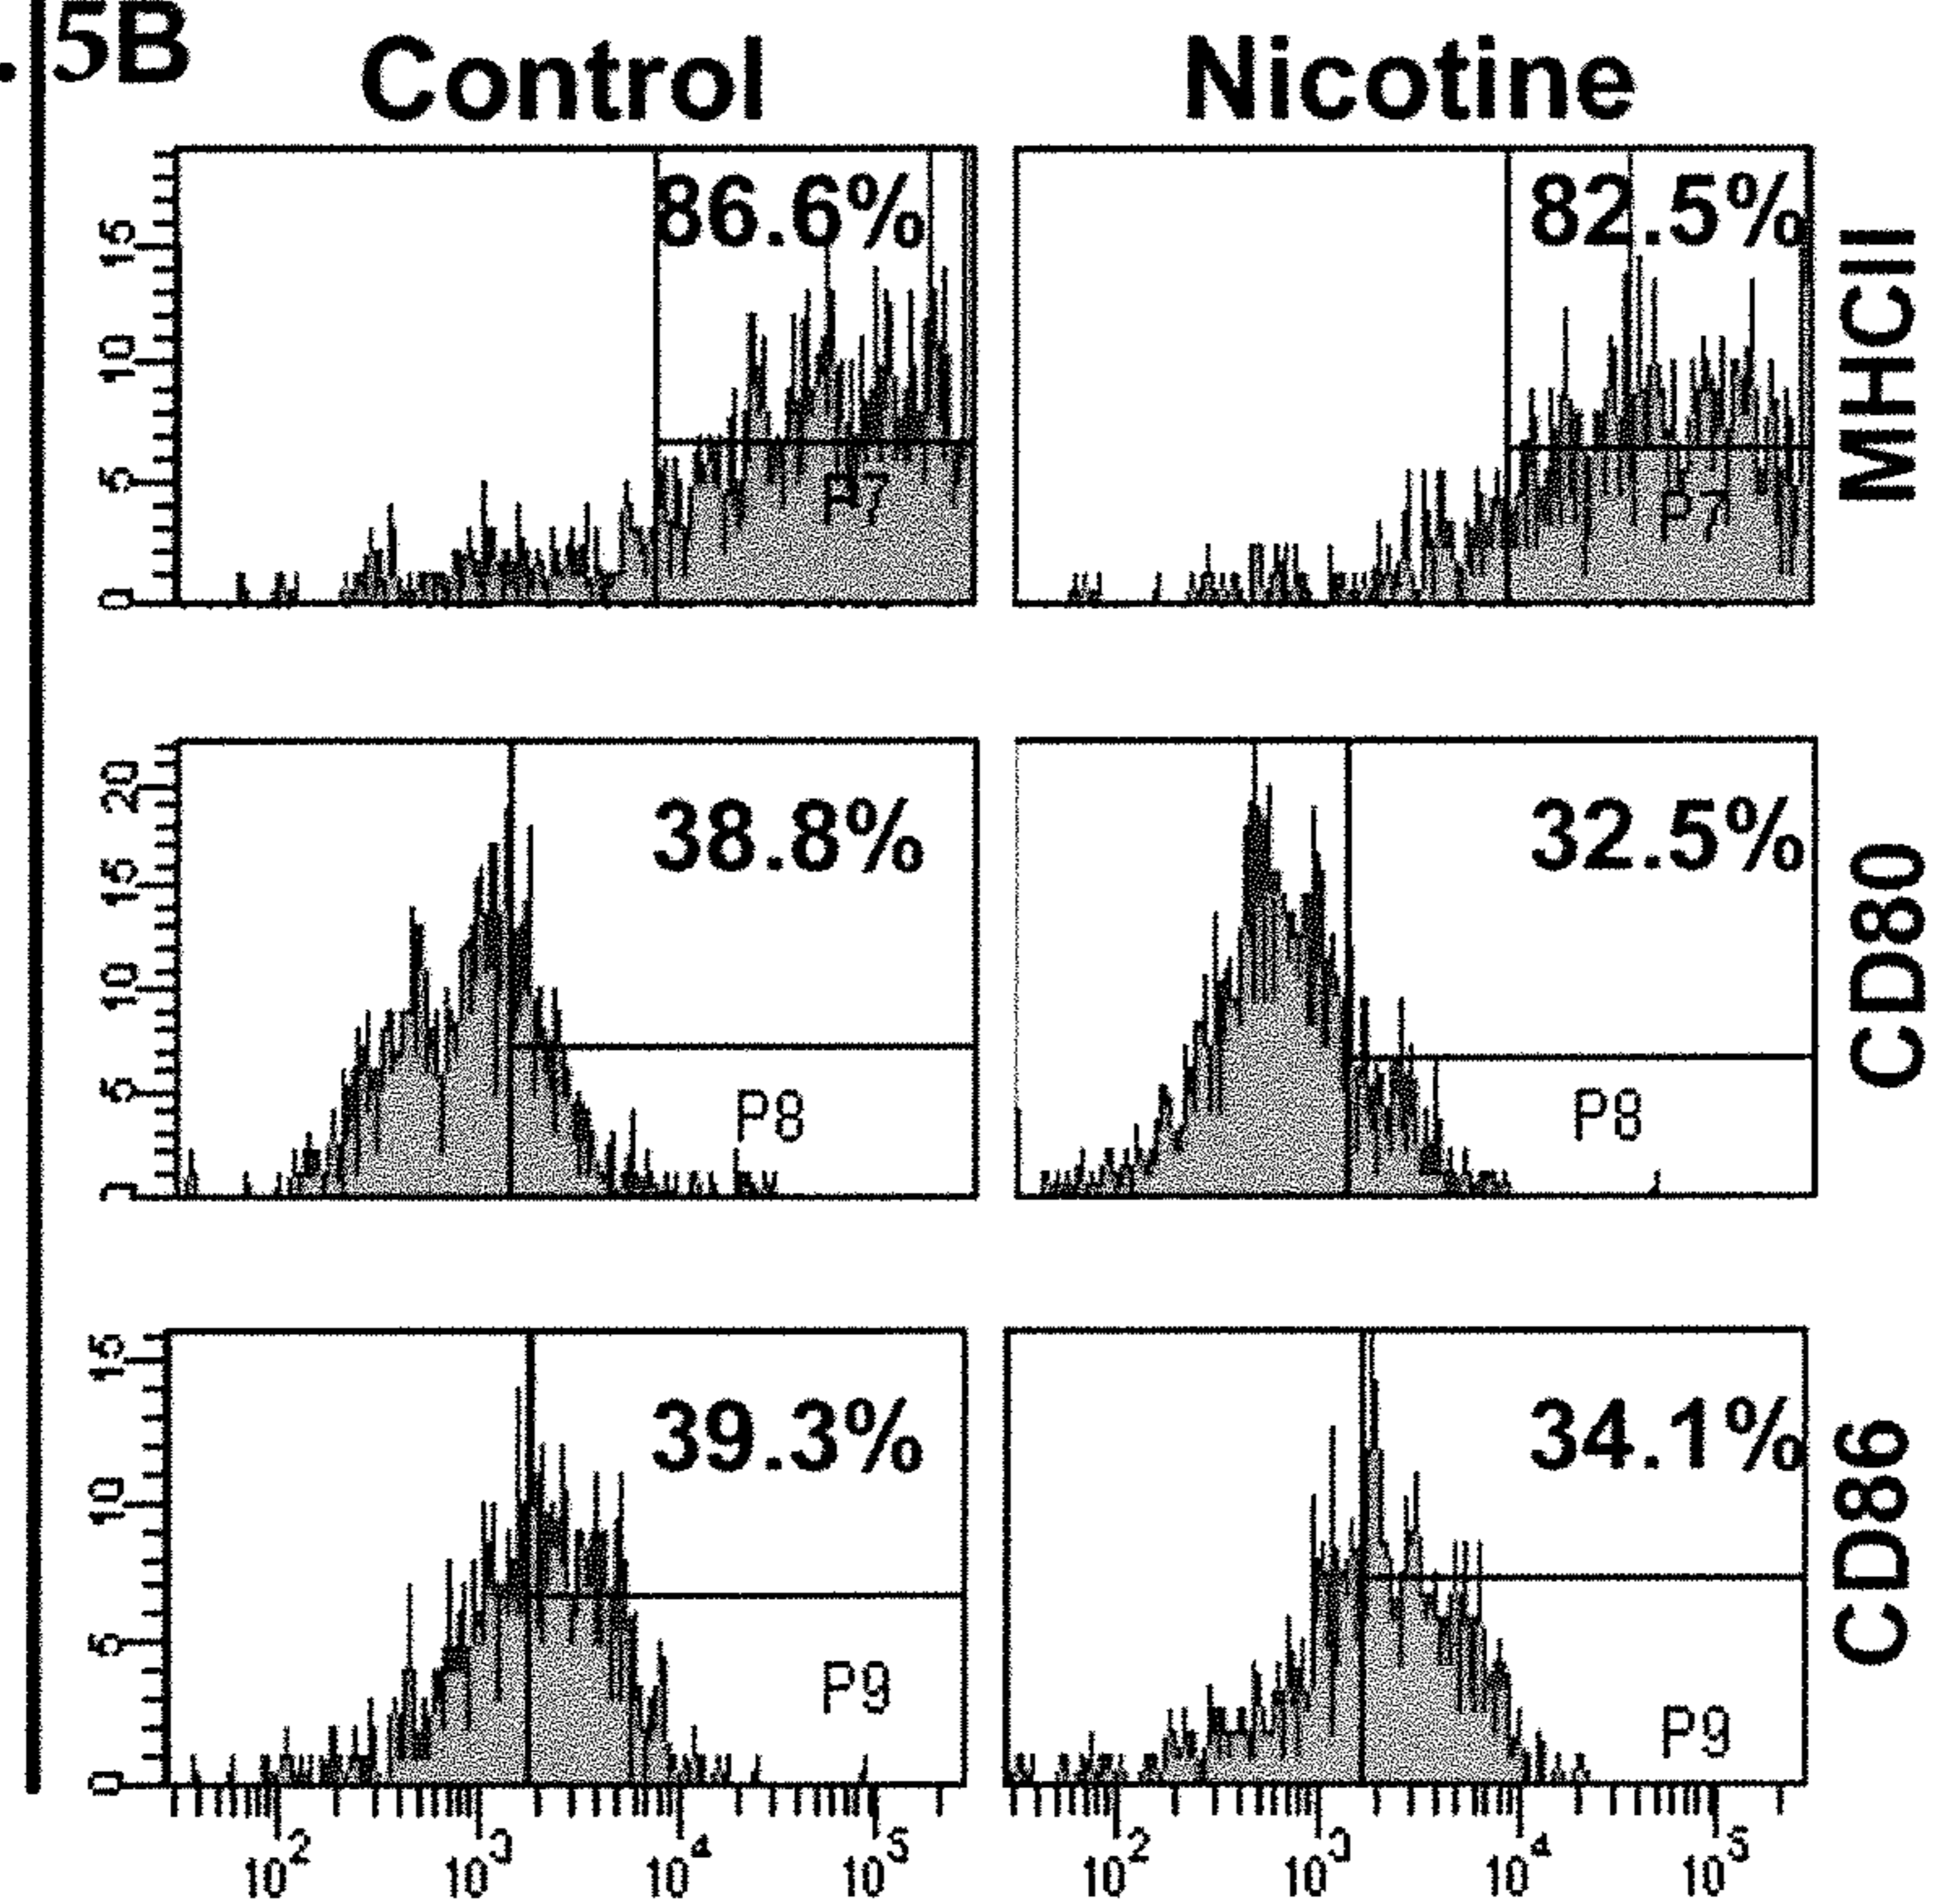 . 5B
Control Nicotine
86.6% 82.5% MHCII
15
10
5
0
P7 P7
38.8% 32.5% CD80
20
15
10
5
P8 P8
39.3% 34.1% CD86
15
10
5
0
P9 P9
10^2 10^3 10^4 10^5 10^2 10^3 10^4 10^5